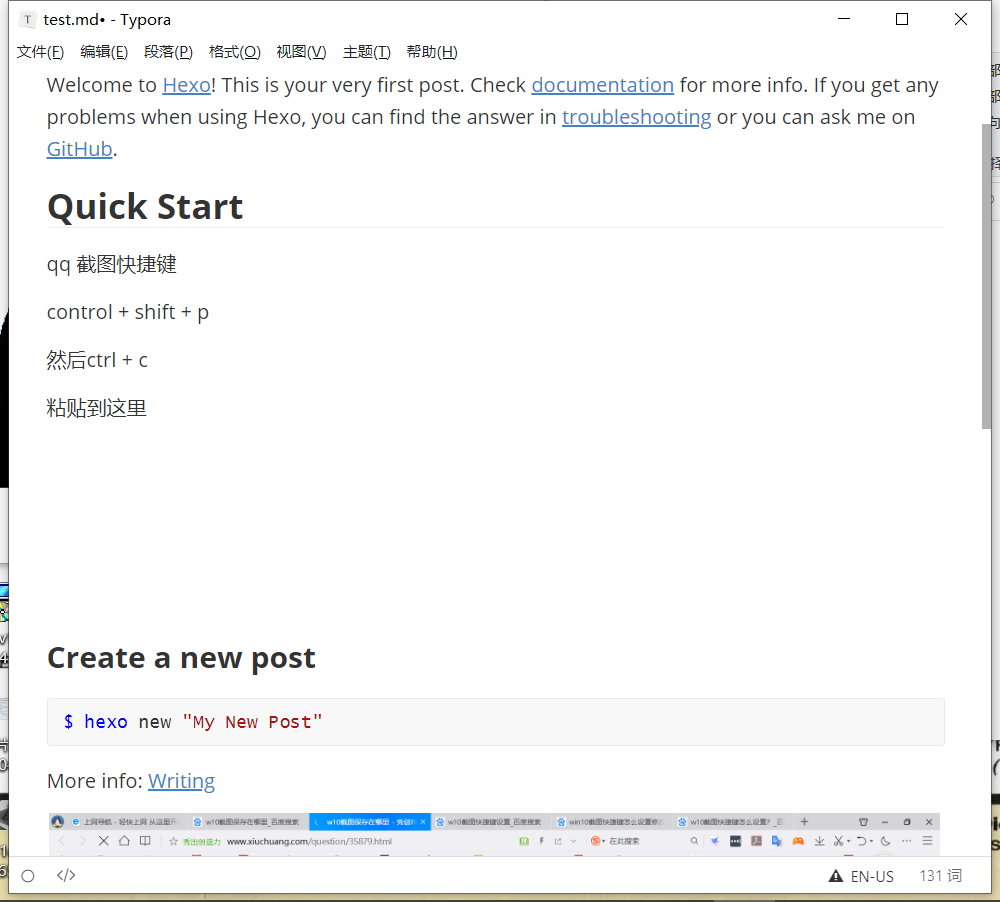 test.md• - Typora
文件(F) 编辑(E) 段落(P) 格式(O) 视图(V) 主题(T) 帮助(H)
Welcome to Hexo! This is your very first post. Check documentation for more info. If you get any
problems when using Hexo, you can find the answer in troubleshooting or you can ask me on
GitHub.
Quick Start
qq 截图快捷键
control + shift + p
然后ctrl + c
粘贴到这里
Create a new post
$ hexo new "My New Post"
More info: Writing
上网导航 - 轻快上网 从这里开 w10截图保存在哪里_百度搜索 w10截图保存在哪里 - 秀创 w10截图快捷键设置_百度搜索 win10截图快捷键怎么设置修 w10截图快捷键怎么设置?
秀出创造力 www.xiuchuang.com/question/35879.html 在此搜索
</> EN-US 131 词